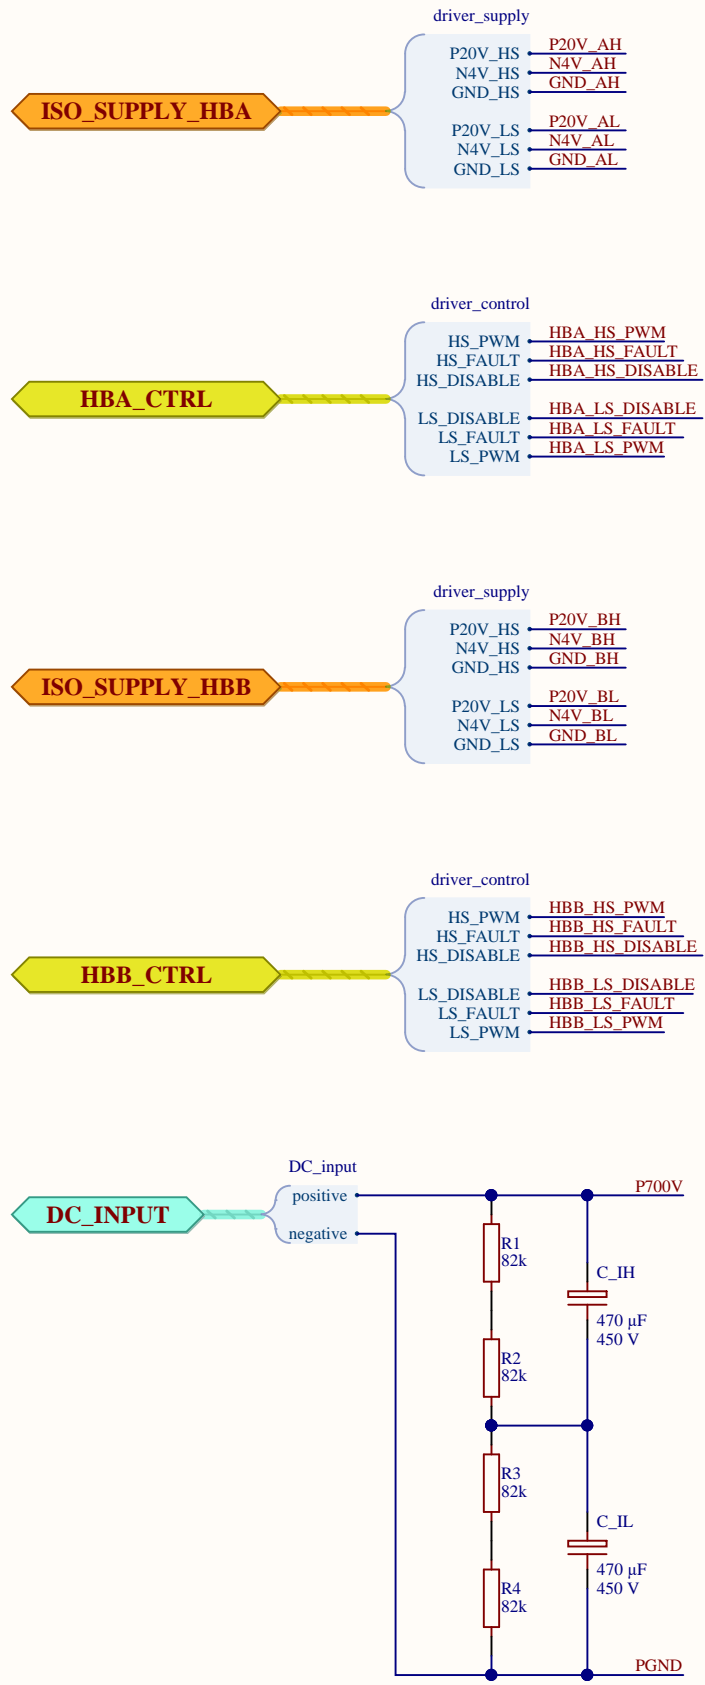 driver_supply
ISO_SUPPLY_HBA
P20V_HS P20V_AH
N4V_HS N4V_AH
GND_HS GND_AH
P20V_LS P20V_AL
N4V_LS N4V_AL
GND_LS GND_AL
driver_control
HBA_CTRL
HS_PWM HBA_HS_PWM
HS_FAULT HBA_HS_FAULT
HS_DISABLE HBA_HS_DISABLE
LS_DISABLE HBA_LS_DISABLE
LS_FAULT HBA_LS_FAULT
LS_PWM HBA_LS_PWM
driver_supply
ISO_SUPPLY_HBB
P20V_HS P20V_BH
N4V_HS N4V_BH
GND_HS GND_BH
P20V_LS P20V_BL
N4V_LS N4V_BL
GND_LS GND_BL
driver_control
HBB_CTRL
HS_PWM HBB_HS_PWM
HS_FAULT HBB_HS_FAULT
HS_DISABLE HBB_HS_DISABLE
LS_DISABLE HBB_LS_DISABLE
LS_FAULT HBB_LS_FAULT
LS_PWM HBB_LS_PWM
DC_input
DC_INPUT
positive
negative
P700V
R1
82k
C_IH
470 µF
450 V
R2
82k
R3
82k
C_IL
470 µF
450 V
R4
82k
PGND